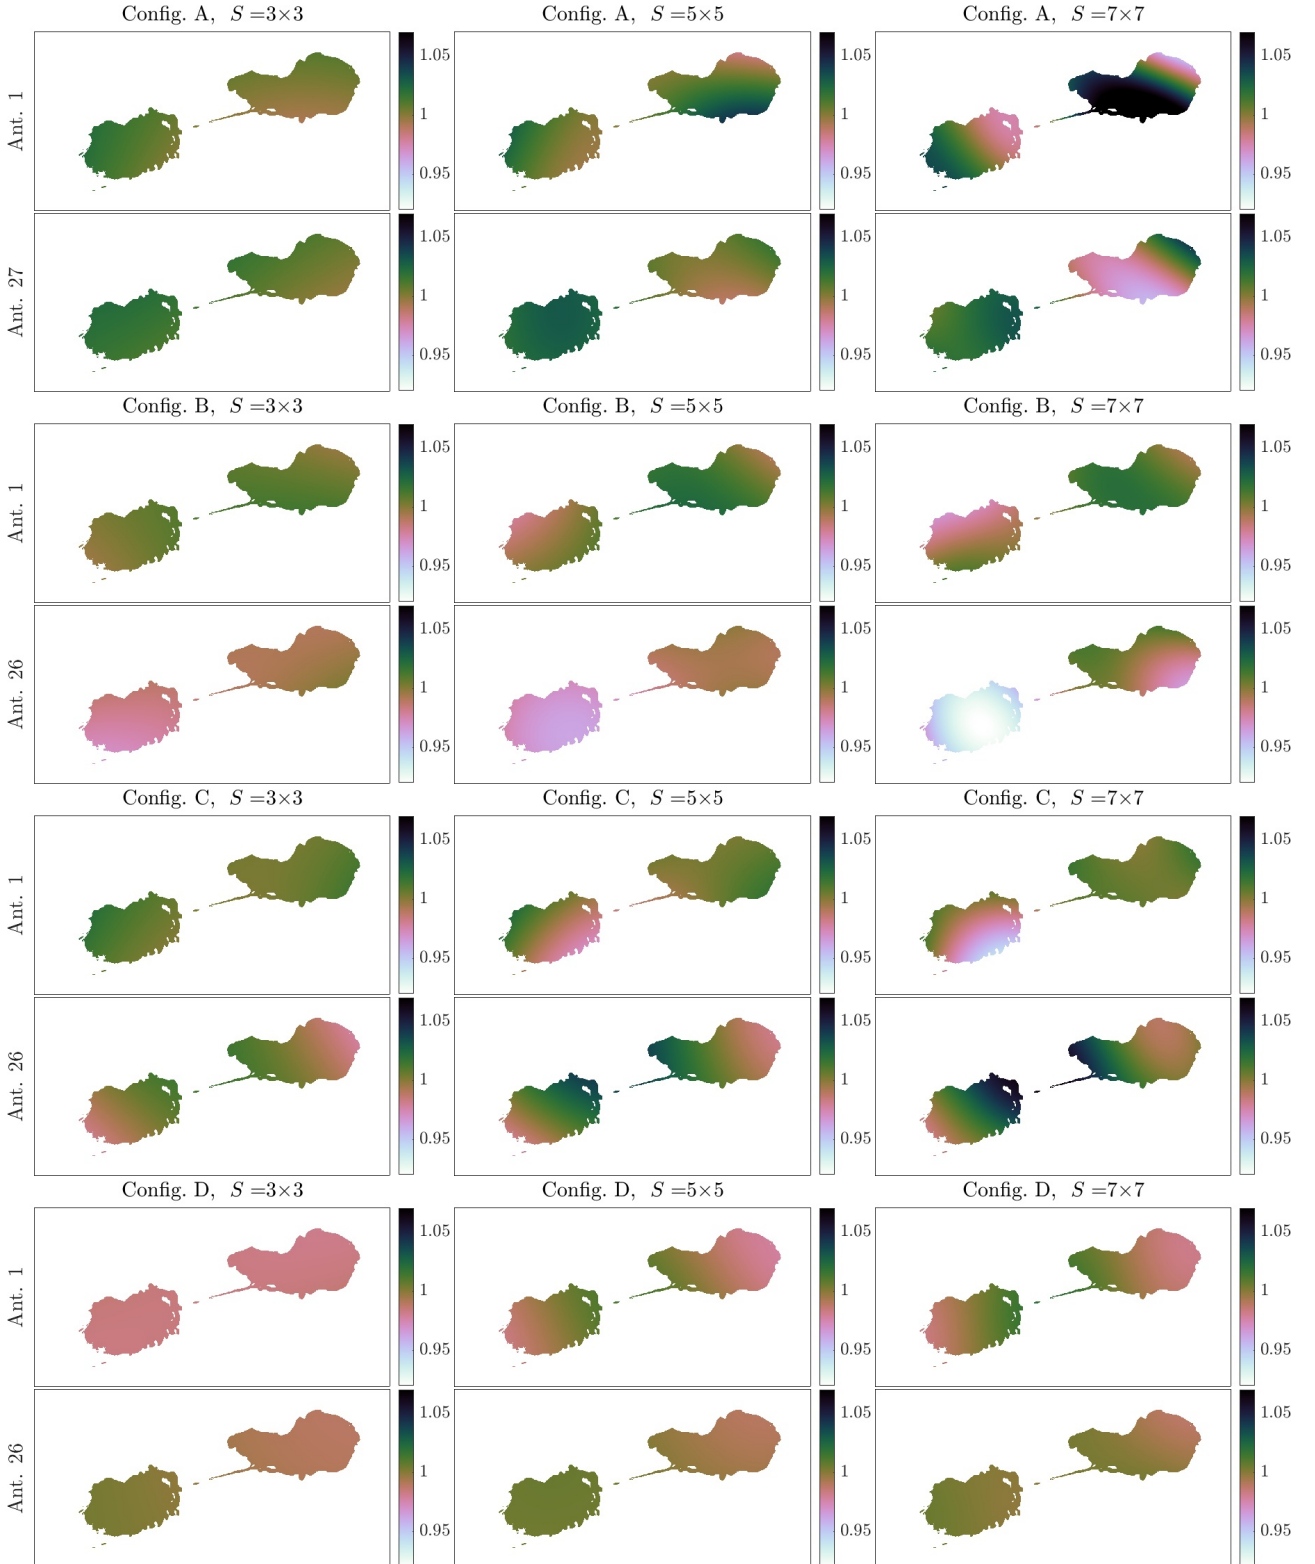 Config. A, S =3×3 Config. A, S =5×5 Config. A, S =7×7
Ant. 1
1.05 1.05 1.05
1 1 1
0.95 0.95 0.95
Ant. 27
1.05 1.05 1.05
1 1 1
0.95 0.95 0.95
Config. B, S =3×3 Config. B, S =5×5 Config. B, S =7×7
Ant. 1
1.05 1.05 1.05
1 1 1
0.95 0.95 0.95
Ant. 26
1.05 1.05 1.05
1 1 1
0.95 0.95 0.95
Config. C, S =3×3 Config. C, S =5×5 Config. C, S =7×7
Ant. 1
1.05 1.05 1.05
1 1 1
0.95 0.95 0.95
Ant. 26
1.05 1.05 1.05
1 1 1
0.95 0.95 0.95
Config. D, S =3×3 Config. D, S =5×5 Config. D, S =7×7
Ant. 1
1.05 1.05 1.05
1 1 1
0.95 0.95 0.95
Ant. 26
1.05 1.05 1.05
1 1 1
0.95 0.95 0.95